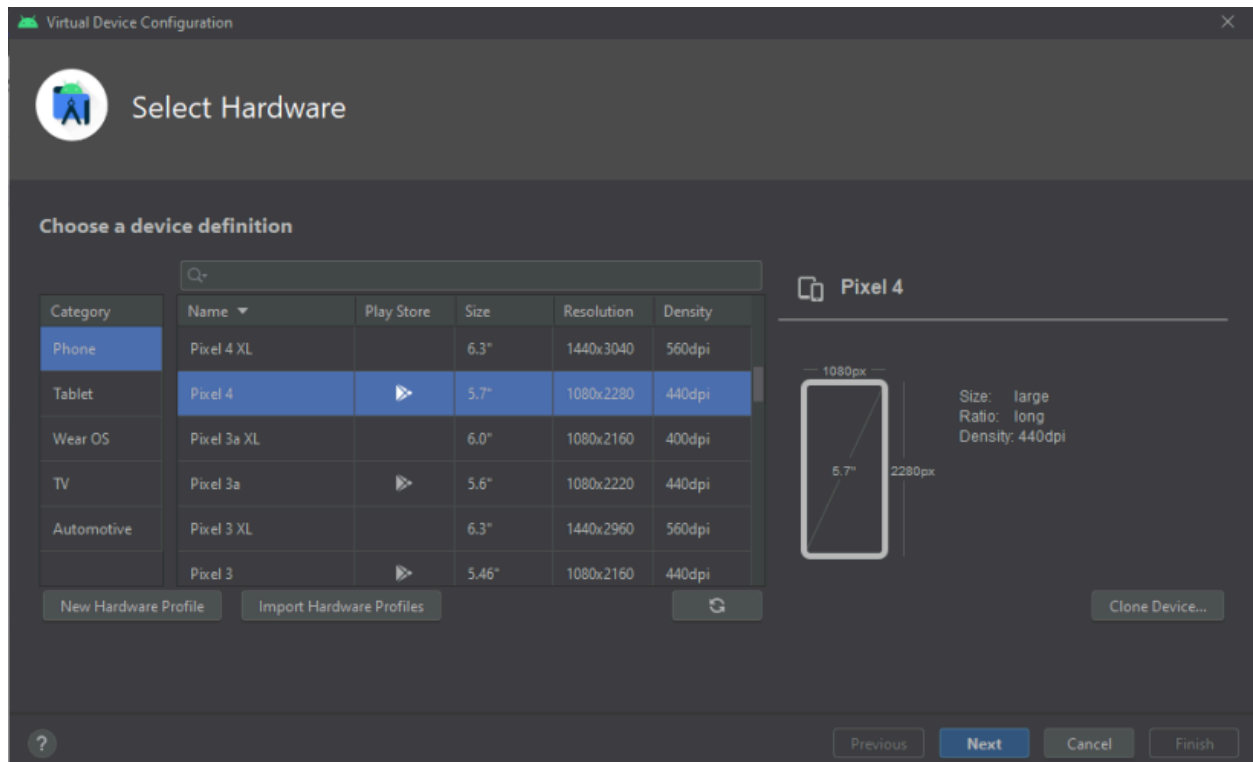 Virtual Device Configuration
Select Hardware
Choose a device definition
Category
Phone
Tablet
Wear OS
TV
Automotive
Name Play Store Size Resolution Density
Pixel 4 XL 6.3" 1440x3040 560dpi
Pixel 4 5.7" 1080x2280 440dpi
Pixel 3a XL 6.0" 1080x2160 400dpi
Pixel 3a 5.6" 1080x2220 440dpi
Pixel 3 XL 6.3" 1440x2960 560dpi
Pixel 3 5.46" 1080x2160 440dpi
New Hardware Profile Import Hardware Profiles
Pixel 4
1080px
5.7" 2280px
Size: large
Ratio: long
Density: 440dpi
Clone Device...
? Previous Next Cancel Finish